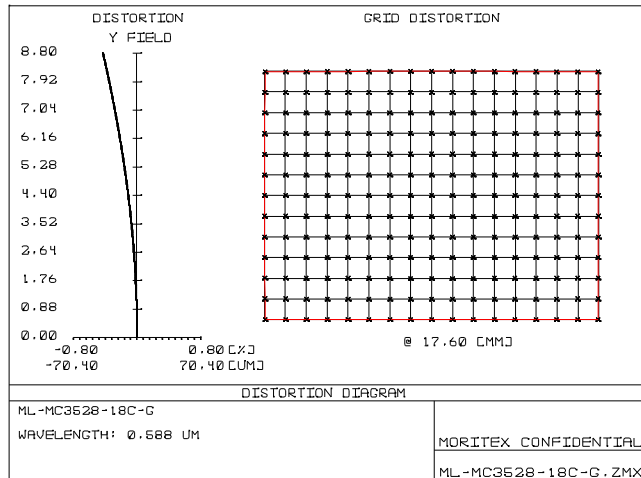 DISTORTION
Y FIELD
GRID DISTORTION
8.80
7.92
7.04
6.16
5.28
4.40
3.52
2.64
1.76
0.88
0.00
-0.80 0.80 [%]
-70.40 70.40 [UM]
@ 17.60 [MM]
DISTORTION DIAGRAM
ML-MC3528-18C-G
WAVELENGTH: 0.588 UM
MORITEX CONFIDENTIAL
ML-MC3528-18C-G.ZMX